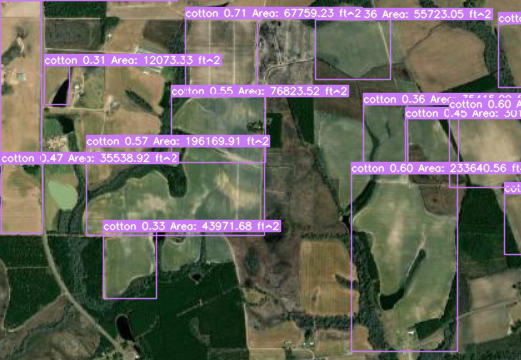 cotton 0.71 Area: 67759.23 ft^2
36 Area: 55723.05 ft^2
cotton 0.31 Area: 12073.33 ft^2
cotton 0.55 Area: 76823.52 ft^2
cotton 0.36 Area:
cotton 0.60
cotton 0.45
cotton 0.57 Area: 196169.91 ft^2
cotton 0.47 Area: 35538.92 ft^2
cotton 0.60 Area: 233640.56 ft^2
cotton 0.33 Area: 43971.68 ft^2